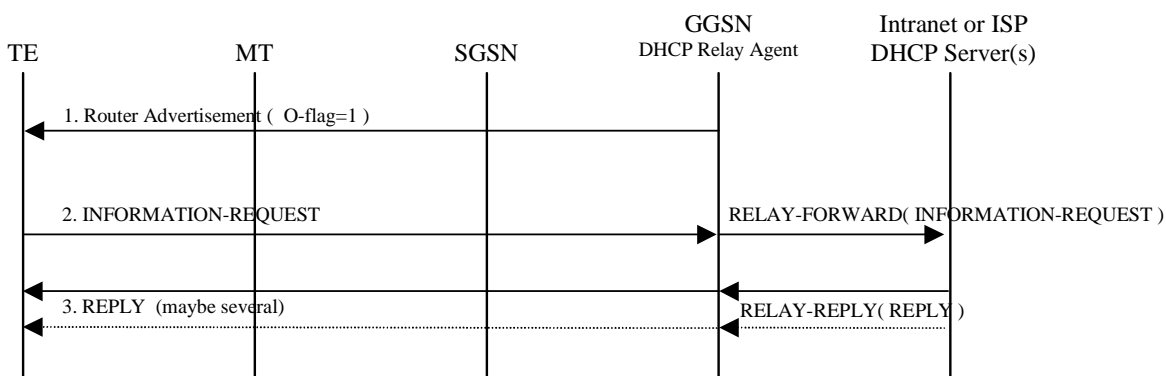 GGSN
Intranet or ISP
TE
MT
SGSN
DHCP Relay Agent
DHCP Server(s)
1. Router Advertisement ( O-flag=1 )
2. INFORMATION-REQUEST
RELAY-FORWARD( INFORMATION-REQUEST )
3. REPLY (maybe several)
RELAY-REPLY( REPLY )